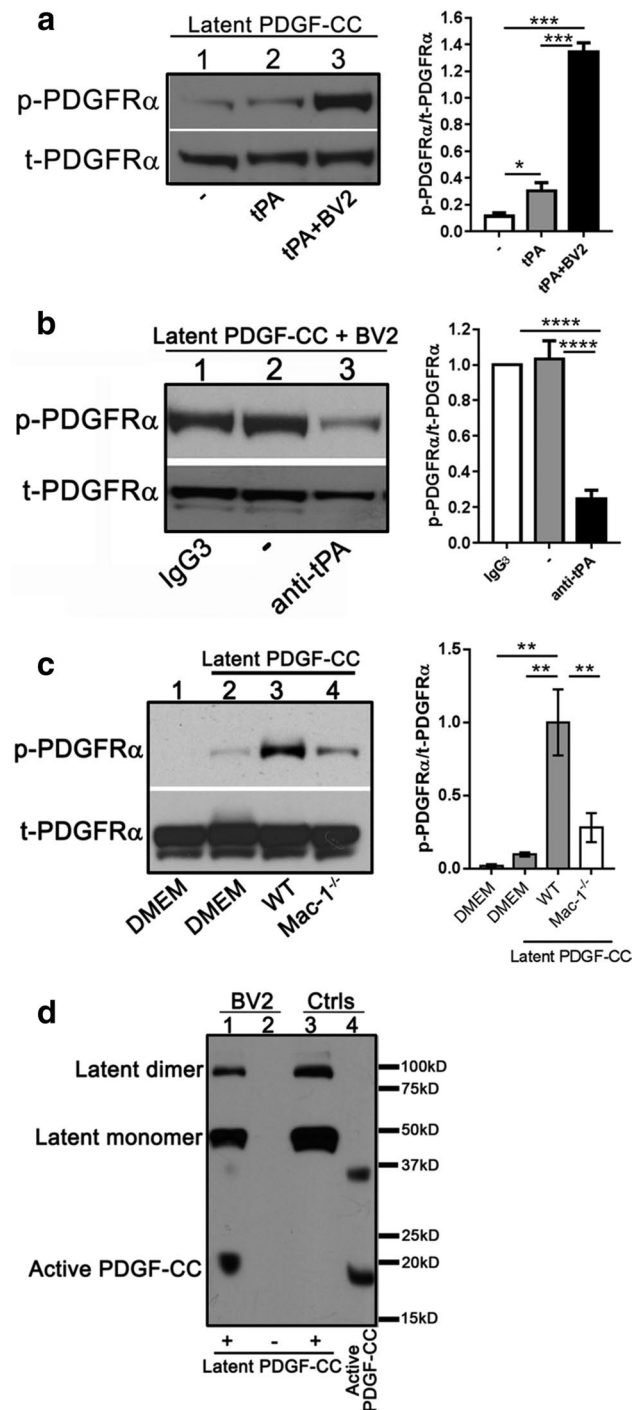 a
Latent PDGF-CC
1 2 3
p-PDGFRα
t-PDGFRα
- tPA tPA+BV2
p-PDGFRα/t-PDGFRα
1.6
1.4
1.2
1.0
0.8
0.6
0.4
0.2
0.0
***
***
*
- tPA tPA+BV2
b
Latent PDGF-CC + BV2
1 2 3
p-PDGFRα
t-PDGFRα
IgG3 - anti-tPA
p-PDGFRα/t-PDGFRα
1.2
1.0
0.8
0.6
0.4
0.2
0.0
****
****
IgG3 - anti-tPA
c
Latent PDGF-CC
1 2 3 4
p-PDGFRα
t-PDGFRα
DMEM DMEM WT Mac-1-/-
p-PDGFRα/t-PDGFRα
1.5
1.0
0.5
0.0
**
** **
DMEM DMEM WT Mac-1-/-
Latent PDGF-CC
d
BV2 Ctrls
1 2 3 4
Latent dimer
Latent monomer
Active PDGF-CC
100kD
75kD
50kD
37kD
25kD
20kD
15kD
+ - +
Latent PDGF-CC
Active
PDGF-CC